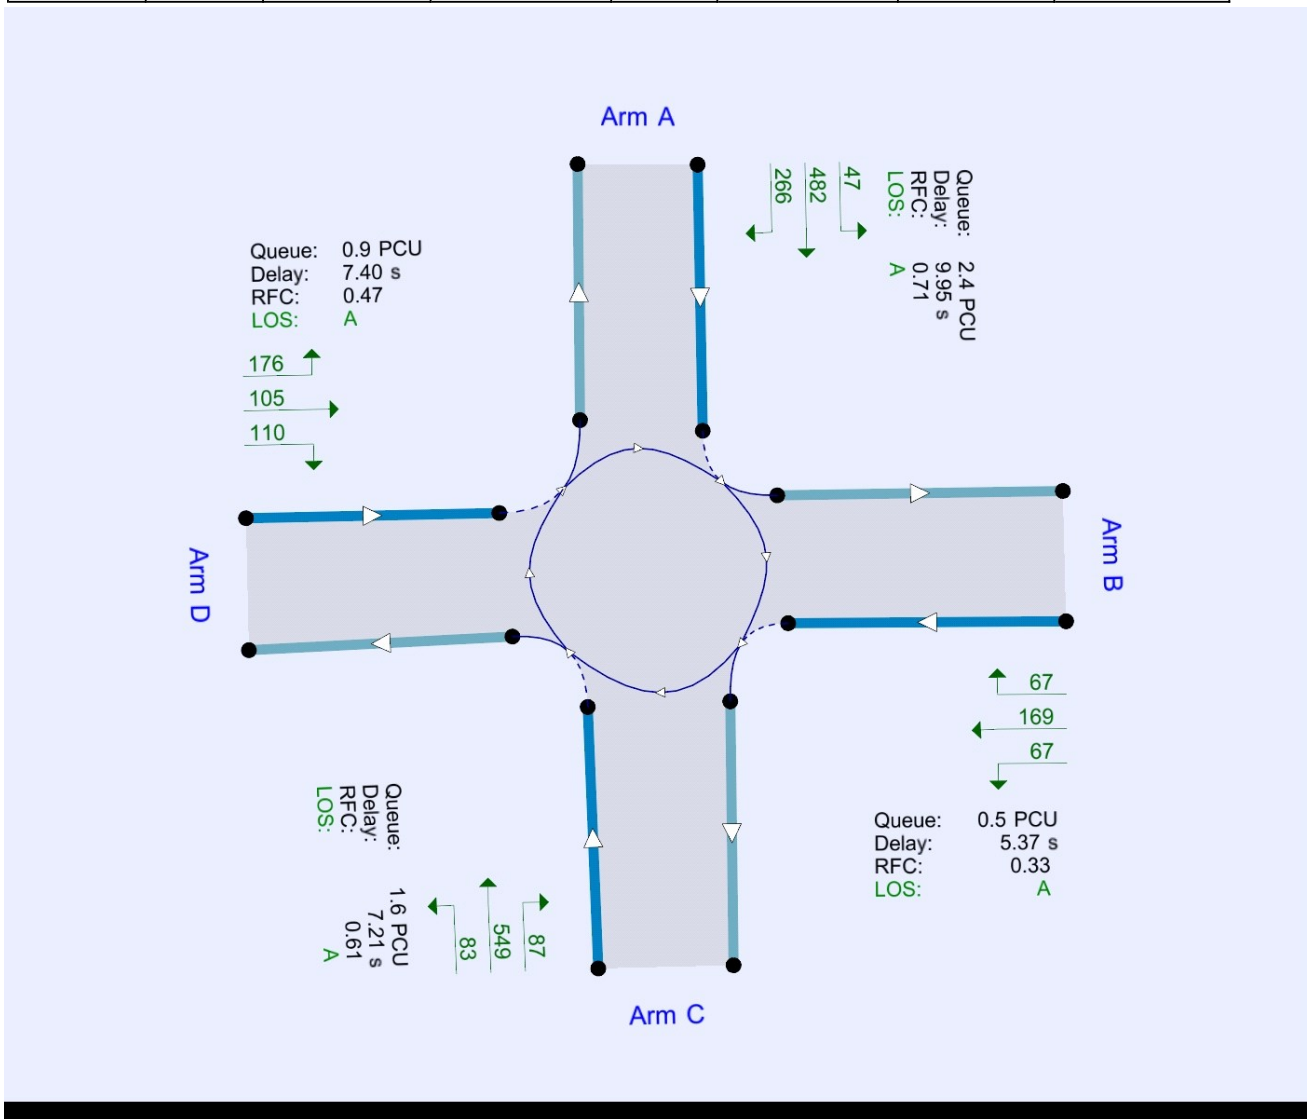 Arm A
266
482
47
Queue: 2.4 PCU
Delay: 9.95 s
RFC: 0.71
LOS: A
Queue: 0.9 PCU
Delay: 7.40 s
RFC: 0.47
LOS: A
176
105
110
Arm D
Arm B
67
169
67
Queue: 0.5 PCU
Delay: 5.37 s
RFC: 0.33
LOS: A
Queue: 1.6 PCU
Delay: 7.21 s
RFC: 0.61
LOS: A
83
549
87
Arm C